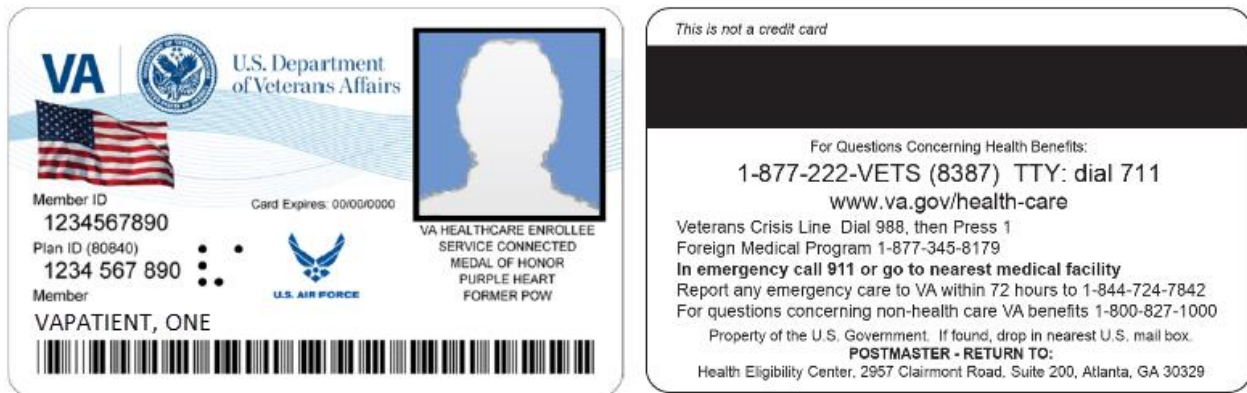 VA
U.S. Department
of Veterans Affairs
Member ID
1234567890
Card Expires: 00/00/0000
Plan ID (80840)
1234 567 890
Member
VAPATIENT, ONE
U.S. AIR FORCE
VA HEALTHCARE ENROLLEE
SERVICE CONNECTED
MEDAL OF HONOR
PURPLE HEART
FORMER POW
This is not a credit card
For Questions Concerning Health Benefits:
1-877-222-VETS (8387) TTY: dial 711
www.va.gov/health-care
Veterans Crisis Line Dial 988, then Press 1
Foreign Medical Program 1-877-345-8179
In emergency call 911 or go to nearest medical facility
Report any emergency care to VA within 72 hours to 1-844-724-7842
For questions concerning non-health care VA benefits 1-800-827-1000
Property of the U.S. Government. If found, drop in nearest U.S. mail box.
POSTMASTER - RETURN TO:
Health Eligibility Center, 2957 Clairmont Road, Suite 200, Atlanta, GA 30329